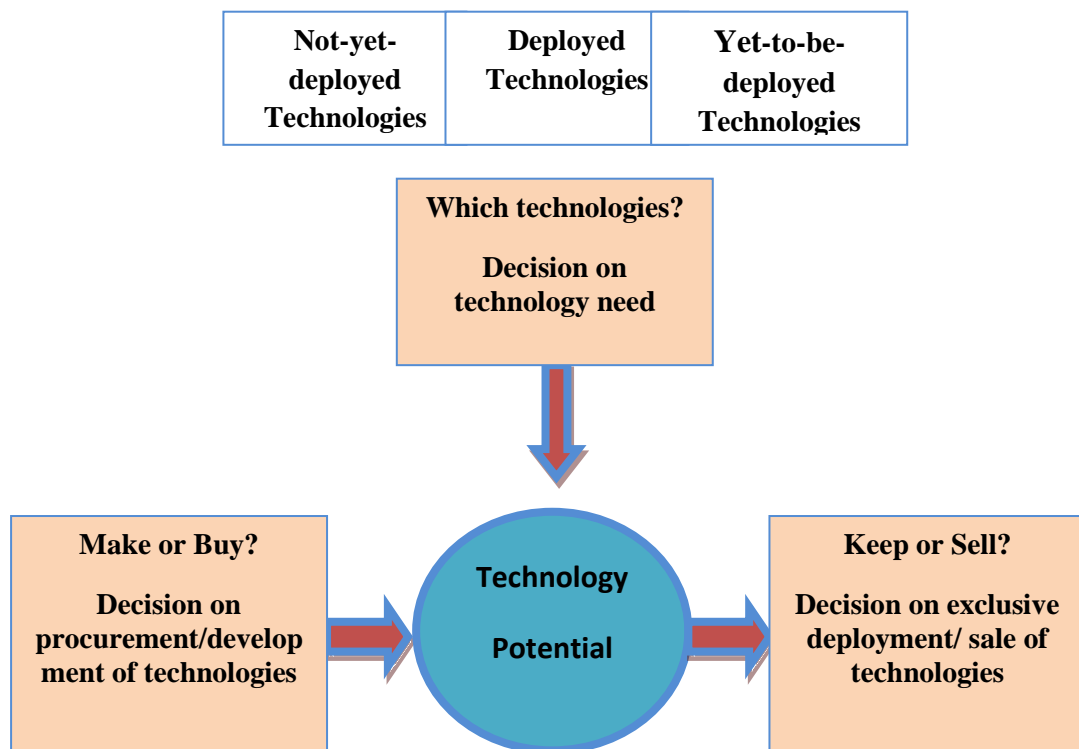 Not-yet-
deployed
Technologies
Deployed
Technologies
Yet-to-be-
deployed
Technologies
Which technologies?
Decision on
technology need
Make or Buy?
Decision on
procurement/develop
ment of technologies
Technology
Potential
Keep or Sell?
Decision on exclusive
deployment/ sale of
technologies